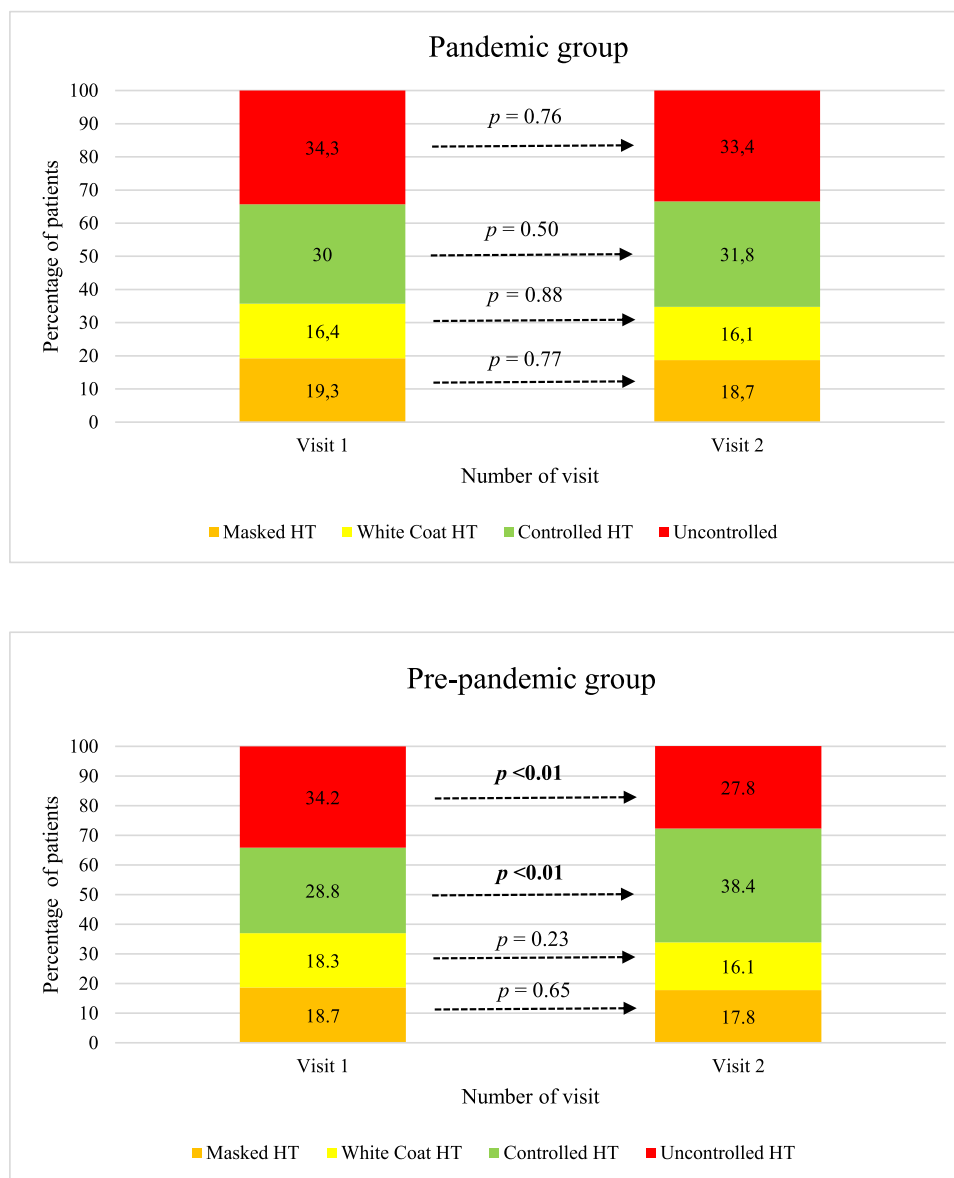 Pandemic group
100
90
80
70
60
50
40
30
20
10
0
Percentage of patients
34,3
30
16,4
19,3
p = 0.76
p = 0.50
p = 0.88
p = 0.77
33,4
31,8
16,1
18,7
Visit 1
Visit 2
Number of visit
Masked HT White Coat HT Controlled HT Uncontrolled
Pre-pandemic group
100
90
80
70
60
50
40
30
20
10
0
Percentage of patients
34.2
28.8
18.3
18.7
p <0.01
p <0.01
p = 0.23
p = 0.65
27.8
38.4
16.1
17.8
Visit 1
Visit 2
Number of visit
Masked HT White Coat HT Controlled HT Uncontrolled HT